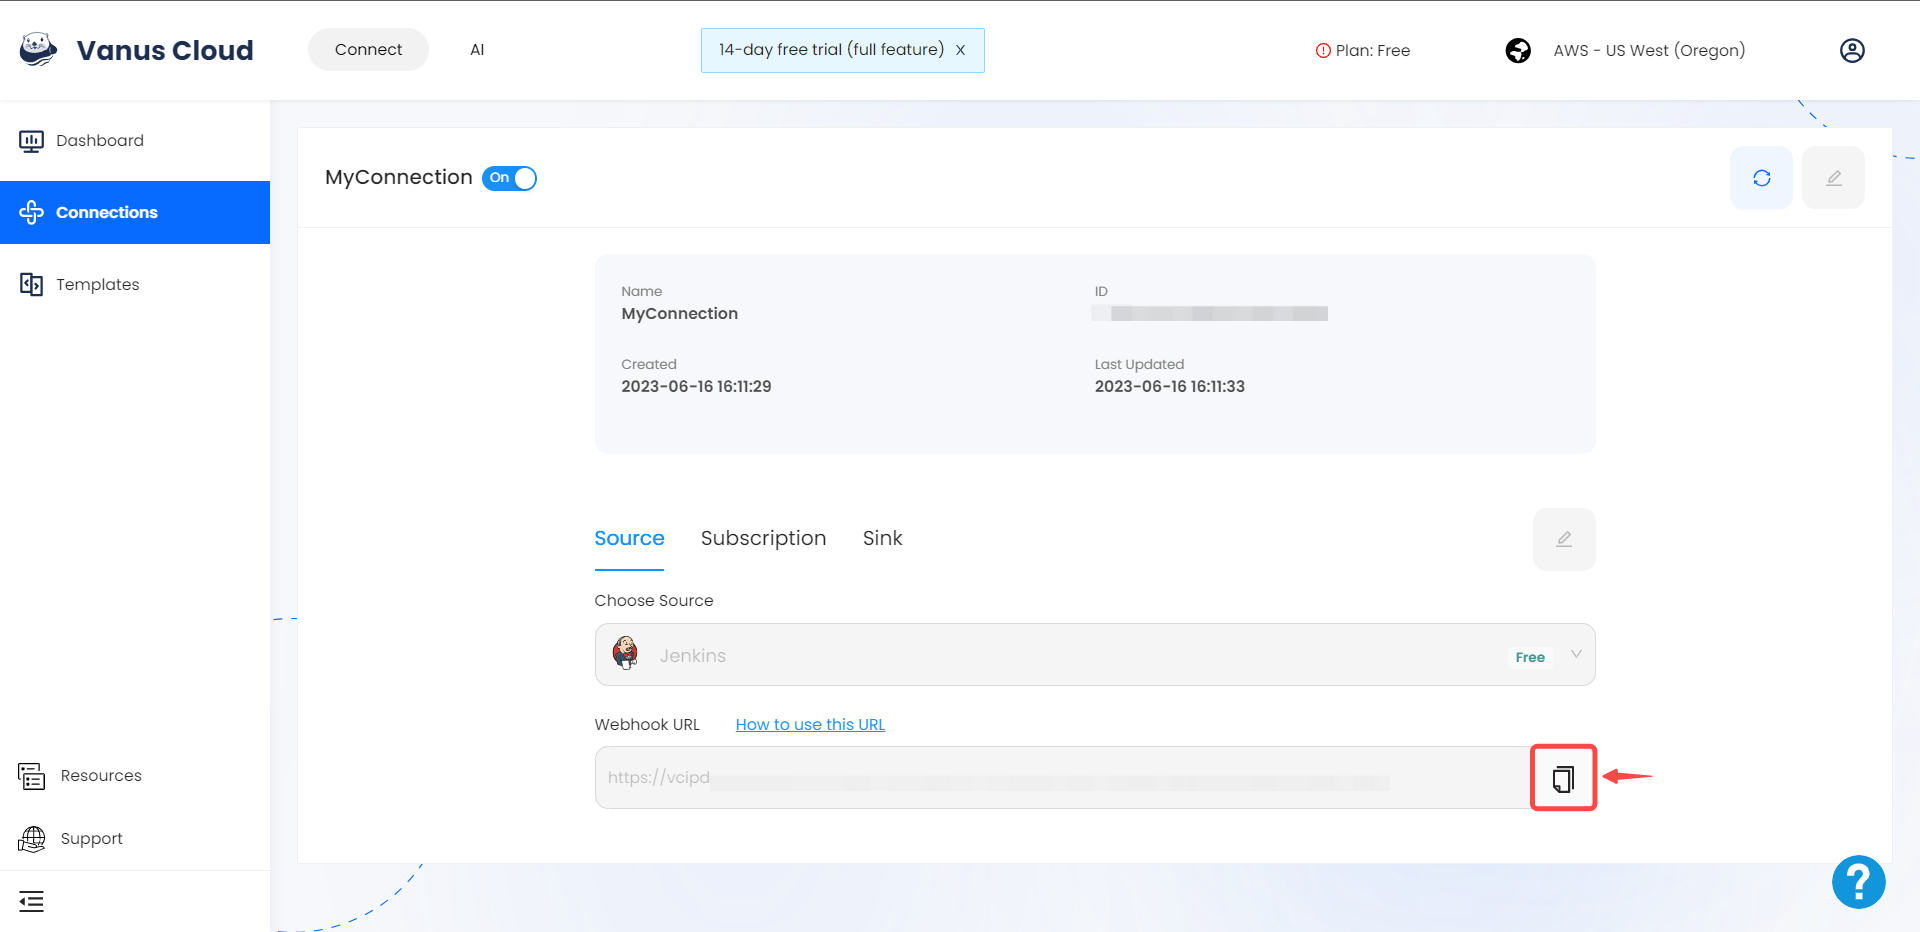 Vanus Cloud
Connect
AI
14-day free trial (full feature) X
Plan: Free
AWS - US West (Oregon)
Dashboard
Connections
Templates
Resources
Support
MyConnection
On
Name
MyConnection
ID
Created
2023-06-16 16:11:29
Last Updated
2023-06-16 16:11:33
Source
Subscription
Sink
Choose Source
Jenkins
Free
Webhook URL
How to use this URL
https://vcipd
?